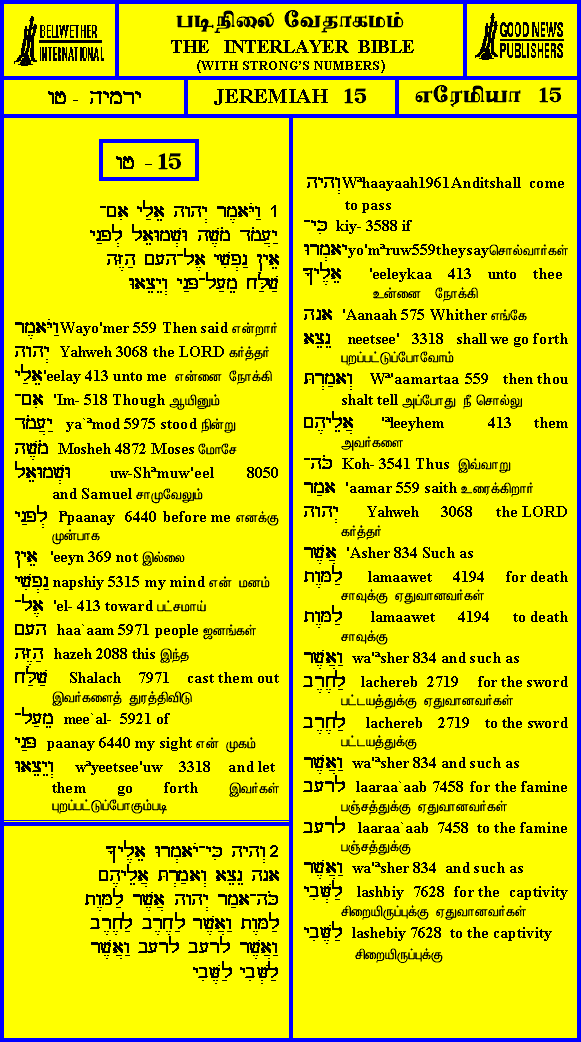 BELLWETHER
INTERNATIONAL
படிநிலை வேதாகமம்
THE INTERLAYER BIBLE
(WITH STRONG'S NUMBERS)
GOOD NEWS
PUBLISHERS
ירמיה - טו
JEREMIAH 15
எரேமியா 15
טו - 15
1 וַיֹּאמֶר יְהוָה אֵלַי אִם־
יַעֲמֹד מֹשֶׁה וּשְׁמוּאֵל לְפָנַי
אֵין נַפְשִׁי אֶל־הָעָם הַזֶּה
שַׁלַּח מֵעַל־פָּנַי וְיֵצֵאוּ
וַיֹּאמֶר Wayo'mer 559 Then said என்றார்
יְהוָה Yahweh 3068 the LORD கர்த்தர்
אֵלַי 'eelay 413 unto me என்னை நோக்கி
אִם־ 'Im- 518 Though ஆயினும்
יַעֲמֹד ya`ªmod 5975 stood நின்று
מֹשֶׁה Mosheh 4872 Moses மோசே
וּשְׁמוּאֵל uw-Shªmuw'eel 8050
and Samuel சாமுவேலும்
לְפָנַי lªpaanay 6440 before me எனக்கு
முன்பாக
אֵין 'eeyn 369 not இல்லை
נַפְשִׁי napshiy 5315 my mind என் மனம்
אֶל־ 'el- 413 toward பட்சமாய்
הָעָם haa`aam 5971 people ஜனங்கள்
הַזֶּה hazeh 2088 this இந்த
שַׁלַּח Shalach 7971 cast them out
இவர்களைத் துரத்திவிடு
מֵעַל־ mee`al- 5921 of
פָּנַי paanay 6440 my sight என் முகம்
וְיֵצֵאוּ wªyeetsee'uw 3318 and let
them go forth இவர்கள்
புறப்பட்டுப்போகும்படி
2 וְהָיָה כִּי־יֹאמְרוּ אֵלֶיךָ
אָנָה נֵצֵא וְאָמַרְתָּ אֲלֵיהֶם
כֹּה־אָמַר יְהוָה אֲשֶׁר לַמָּוֶת
לַמָּוֶת וַאֲשֶׁר לַחֶרֶב לַחֶרֶב
וַאֲשֶׁר לָרָעָב לָרָעָב וַאֲשֶׁר
לַשְּׁבִי לַשֶּׁבִי
וְהָיָה Wªhaayaah 1961 And it shall come
to pass
כִּי־ kiy- 3588 if
יֹאמְרוּ yo'mªruw 559 they say சொல்வார்கள்
אֵלֶיךָ 'eeleykaa 413 unto thee
உன்னை நோக்கி
אָנָה 'Aanaah 575 Whither எங்கே
נֵצֵא neetsee' 3318 shall we go forth
புறப்பட்டுப்போவோம்
וְאָמַרְתָּ Wª'aamartaa 559 then thou
shalt tell அப்போது நீ சொல்லு
אֲלֵיהֶם 'ªleeyhem 413 them
அவர்களை
כֹּה־ Koh- 3541 Thus இவ்வாறு
אָמַר 'aamar 559 saith உரைக்கிறார்
יְהוָה Yahweh 3068 the LORD
கர்த்தர்
אֲשֶׁר 'Asher 834 Such as
לַמָּוֶת lamaawet 4194 for death
சாவுக்கு ஏதுவானவர்கள்
לַמָּוֶת lamaawet 4194 to death
சாவுக்கு
וַאֲשֶׁר wa'ªsher 834 and such as
לַחֶרֶב lachereb 2719 for the sword
பட்டயத்துக்கு ஏதுவானவர்கள்
לַחֶרֶב lachereb 2719 to the sword
பட்டயத்துக்கு
וַאֲשֶׁר wa'ªsher 834 and such as
לָרָעָב laaraa`aab 7458 for the famine
பஞ்சத்துக்கு ஏதுவானவர்கள்
לָרָעָב laaraa`aab 7458 to the famine
பஞ்சத்துக்கு
וַאֲשֶׁר wa'ªsher 834 and such as
לַשְּׁבִי lashbiy 7628 for the captivity
சிறையிருப்புக்கு ஏதுவானவர்கள்
לַשֶּׁבִי lashebiy 7628 to the captivity
சிறையிருப்புக்கு